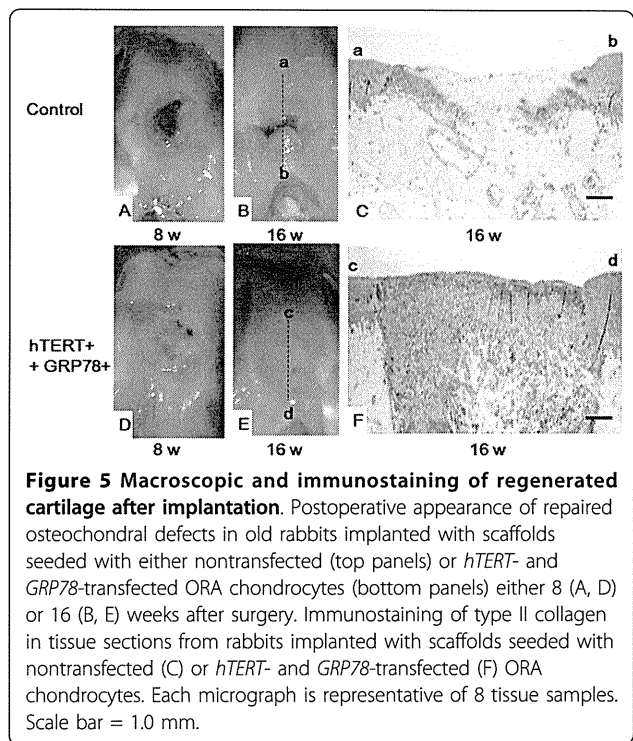 Control
a
b
a
b
A
B
C
8 w
16 w
16 w
hTERT+
+ GRP78+
c
d
c
d
D
E
F
8 w
16 w
16 w
Figure 5 Macroscopic and immunostaining of regenerated
cartilage after implantation. Postoperative appearance of repaired
osteochondral defects in old rabbits implanted with scaffolds
seeded with either nontransfected (top panels) or hTERT- and
GRP78-transfected ORA chondrocytes (bottom panels) either 8 (A, D)
or 16 (B, E) weeks after surgery. Immunostaining of type II collagen
in tissue sections from rabbits implanted with scaffolds seeded with
nontransfected (C) or hTERT- and GRP78-transfected (F) ORA
chondrocytes. Each micrograph is representative of 8 tissue samples.
Scale bar = 1.0 mm.